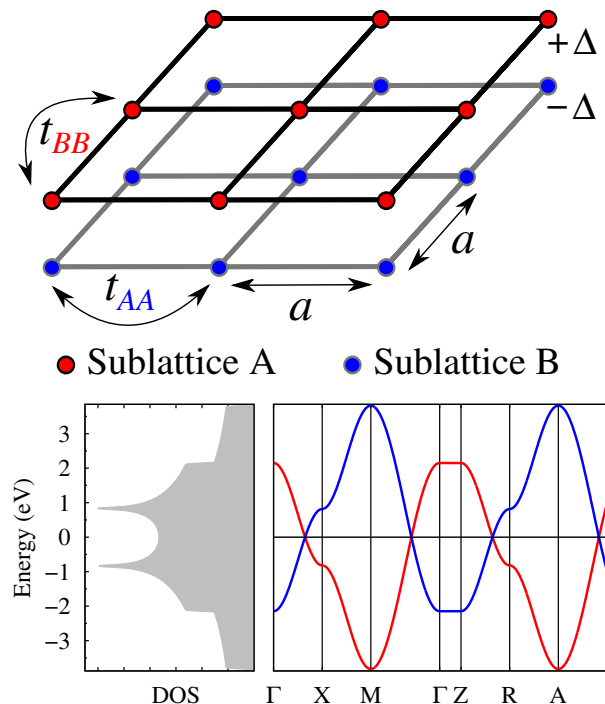 +Δ
−Δ
t_BB
a
t_AA
a
Sublattice A
Sublattice B
Energy (eV)
3
2
1
0
-1
-2
-3
DOS
Γ X M Γ Z R A